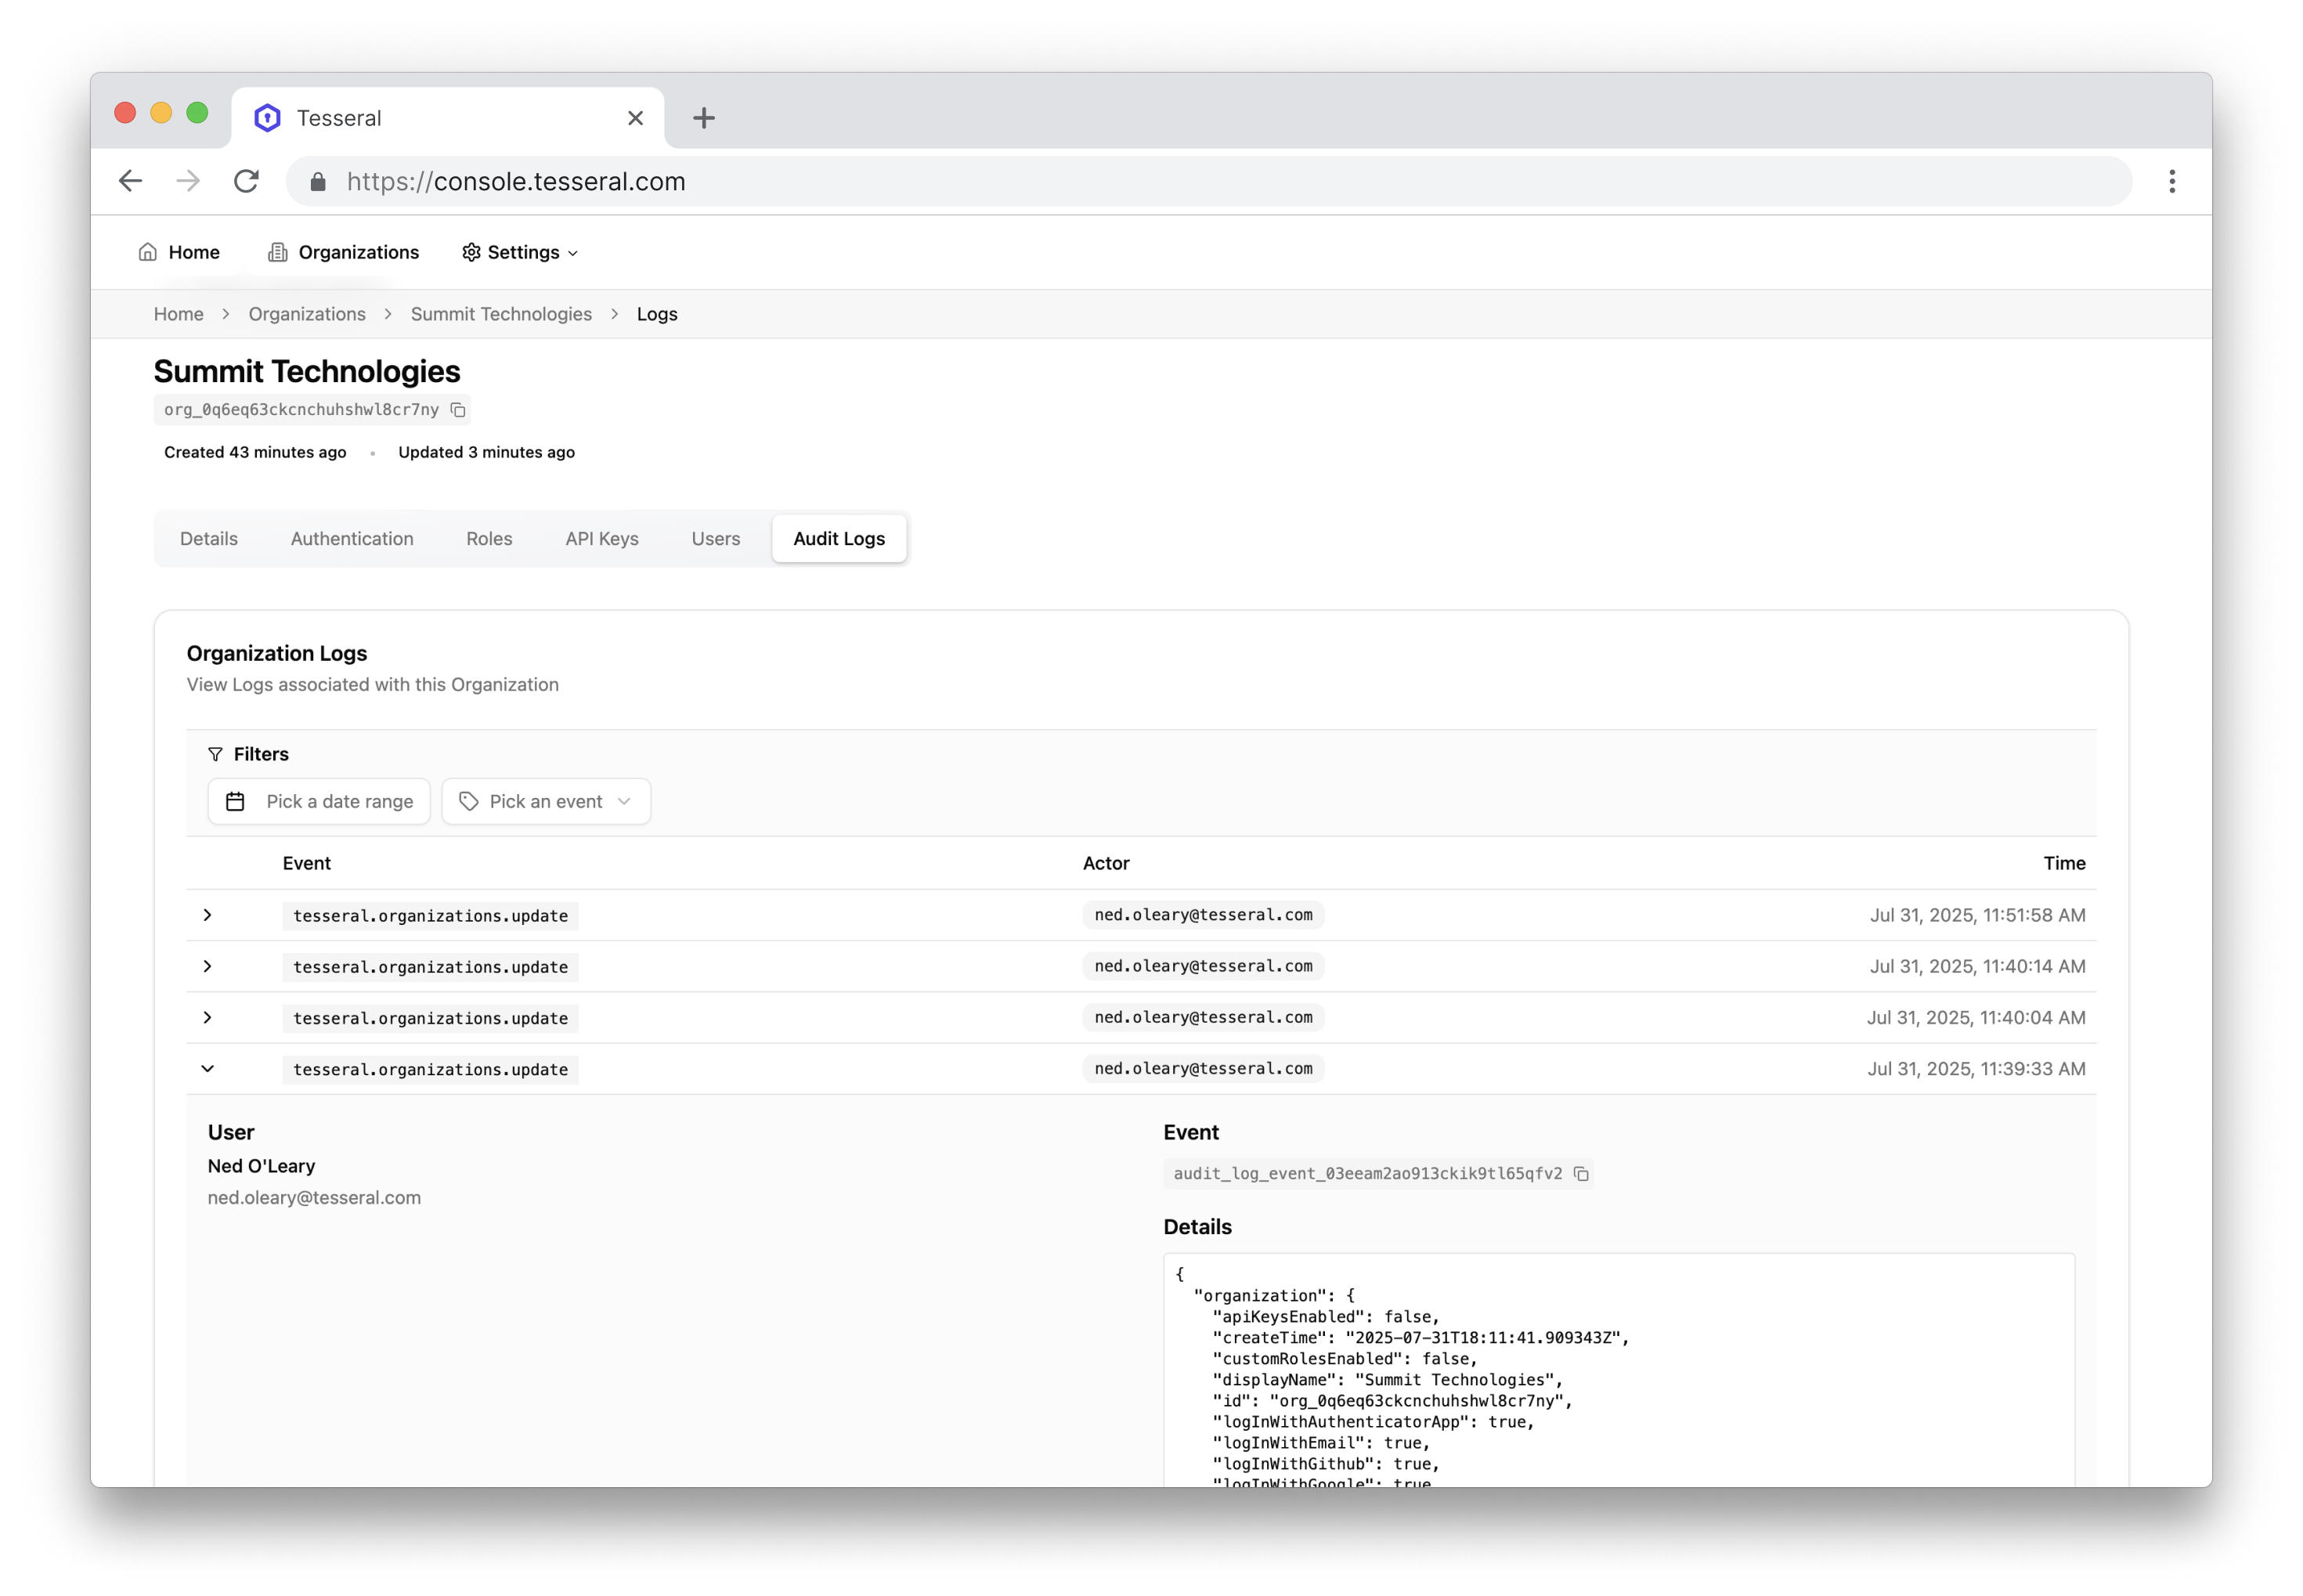 Tesseral
https://console.tesseral.com
Home Organizations Settings
Home > Organizations > Summit Technologies > Logs
Summit Technologies
org_0q6eq63ckcnchuhshwl8cr7ny
Created 43 minutes ago • Updated 3 minutes ago
Details Authentication Roles API Keys Users Audit Logs
Organization Logs
View Logs associated with this Organization
Filters
Pick a date range Pick an event
Event Actor Time
tesseral.organizations.update ned.oleary@tesseral.com Jul 31, 2025, 11:51:58 AM
tesseral.organizations.update ned.oleary@tesseral.com Jul 31, 2025, 11:40:14 AM
tesseral.organizations.update ned.oleary@tesseral.com Jul 31, 2025, 11:40:04 AM
tesseral.organizations.update ned.oleary@tesseral.com Jul 31, 2025, 11:39:33 AM
User
Ned O'Leary
ned.oleary@tesseral.com
Event
audit_log_event_03eeam2ao913ckik9tl65qfv2
Details
{
"organization": {
"apiKeysEnabled": false,
"createTime": "2025-07-31T18:11:41.909343Z",
"customRolesEnabled": false,
"displayName": "Summit Technologies",
"id": "org_0q6eq63ckcnchuhshwl8cr7ny",
"logInWithAuthenticatorApp": true,
"logInWithEmail": true,
"logInWithGithub": true,
"logInWithGoogle": true